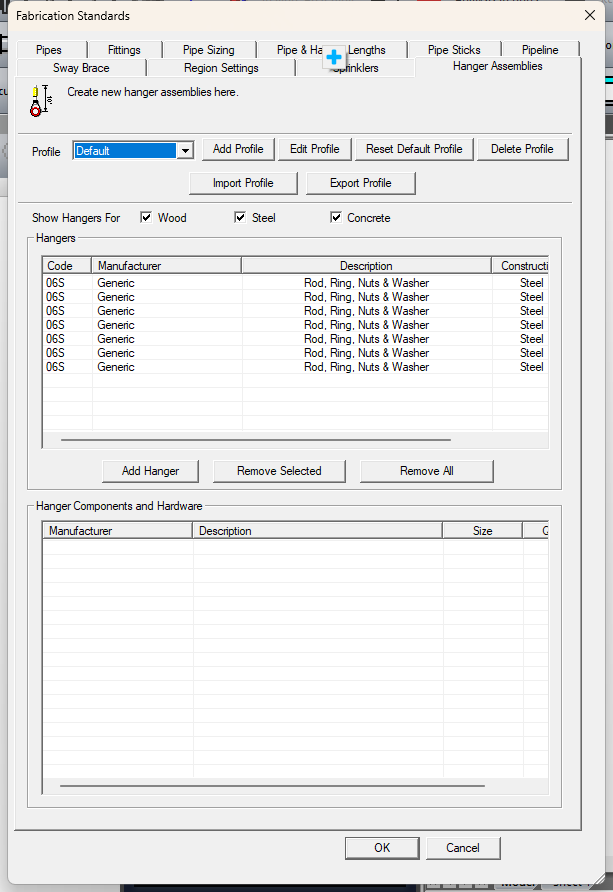 Fabrication Standards
Pipes Fittings Pipe Sizing Pipe & Ha Lengths Pipe Sticks Pipeline
Sway Brace Region Settings Sprinklers Hanger Assemblies
Create new hanger assemblies here.
Profile Default Add Profile Edit Profile Reset Default Profile Delete Profile
Import Profile Export Profile
Show Hangers For Wood Steel Concrete
Hangers
Code Manufacturer Description Constructi
06S Generic Rod, Ring, Nuts & Washer Steel
06S Generic Rod, Ring, Nuts & Washer Steel
06S Generic Rod, Ring, Nuts & Washer Steel
06S Generic Rod, Ring, Nuts & Washer Steel
06S Generic Rod, Ring, Nuts & Washer Steel
06S Generic Rod, Ring, Nuts & Washer Steel
06S Generic Rod, Ring, Nuts & Washer Steel
Add Hanger Remove Selected Remove All
Hanger Components and Hardware
Manufacturer Description Size
OK Cancel